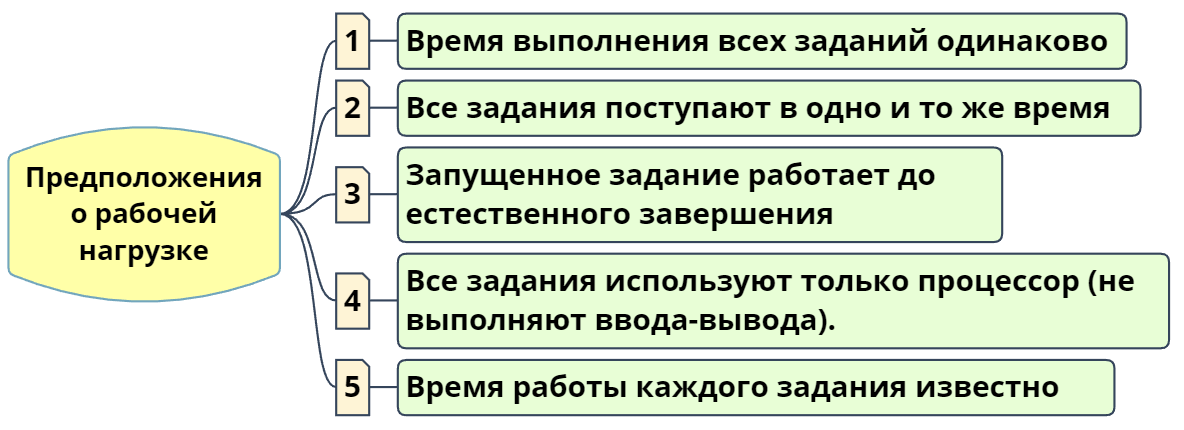 Предположения
о рабочей
нагрузке
1
Время выполнения всех заданий одинаково
2
Все задания поступают в одно и то же время
3
Запущенное задание работает до
естественного завершения
4
Все задания используют только процессор (не
выполняют ввода-вывода).
5
Время работы каждого задания известно